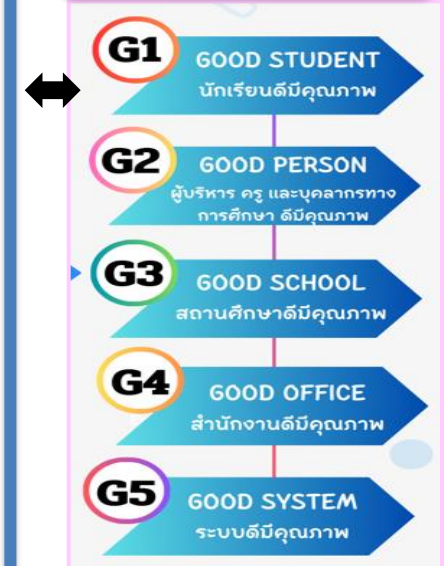 G1
GOOD STUDENT
นักเรียนดีมีคุณภาพ
G2
GOOD PERSON
ผู้บริหาร ครู และบุคลากรทาง
การศึกษา ดีมีคุณภาพ
G3
GOOD SCHOOL
สถานศึกษาดีมีคุณภาพ
G4
GOOD OFFICE
สำนักงานดีมีคุณภาพ
G5
GOOD SYSTEM
ระบบดีมีคุณภาพ